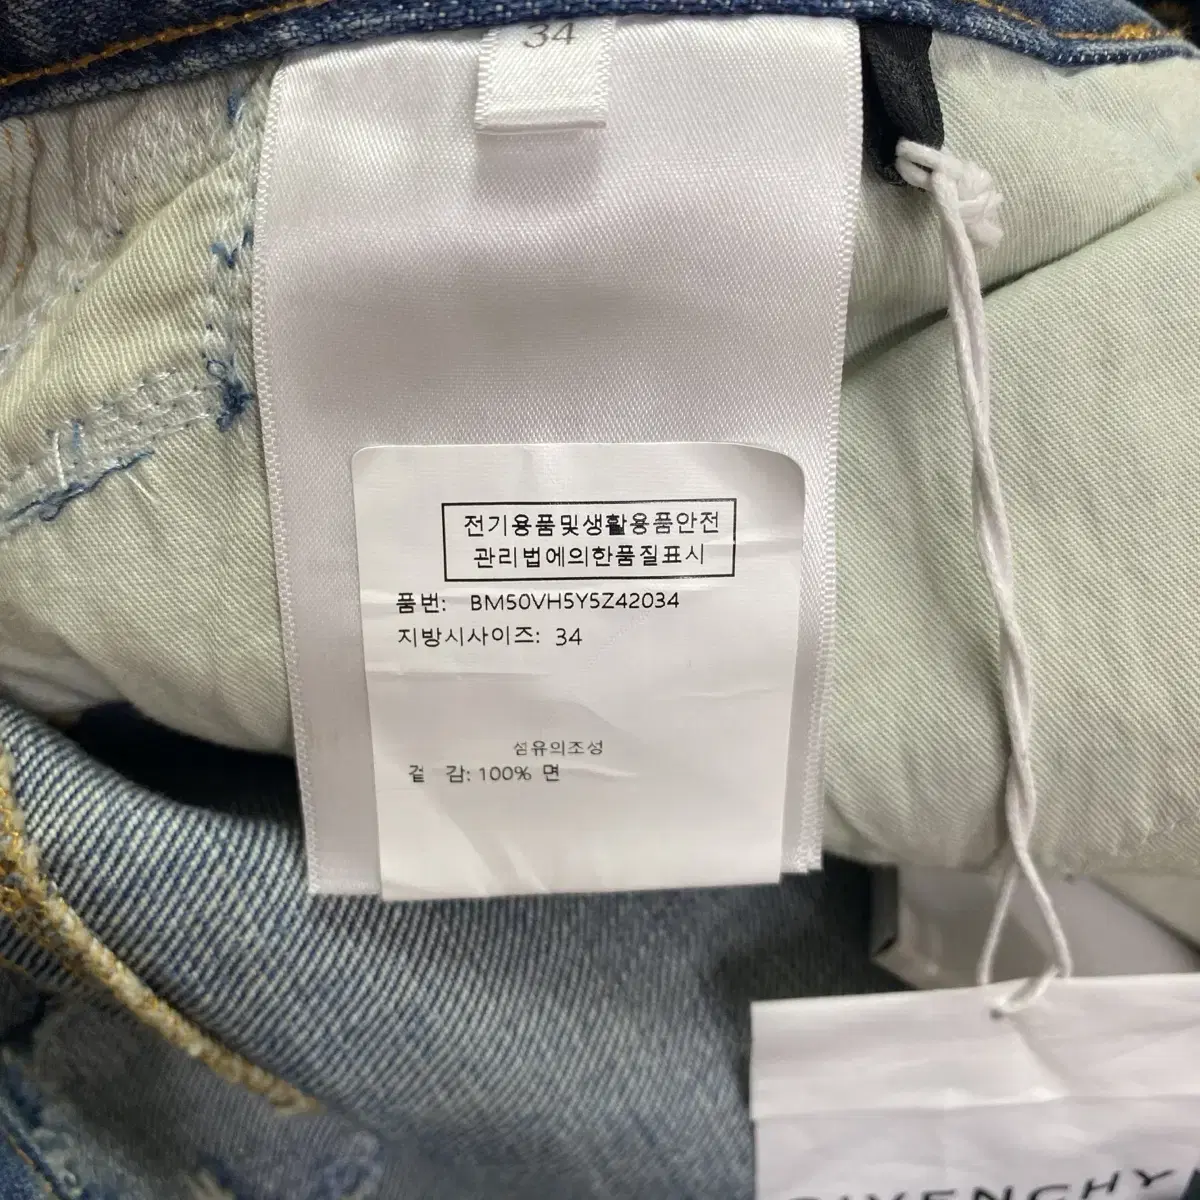 34
전기용품및생활용품안전
관리법에의한품질표시
품번: BM50VH5Y5Z42034
지방시사이즈: 34
섬유의조성
겉 감: 100% 면
GIVENCHY